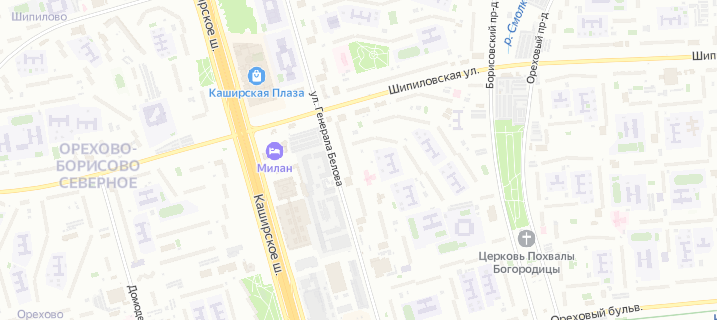 Шипилово
Каширское ш.
Каширская Плаза
ул. Генерала Белова
Шипиловская ул.
Борисовский пр-д
р. Смолк
Ореховый пр-д
Шип
ОРЕХОВО-
БОРИСОВО
СЕВЕРНОЕ
Милан
Каширское ш.
Церковь Похвалы
Богородицы
Домоде
Орехово
Ореховый бульв.